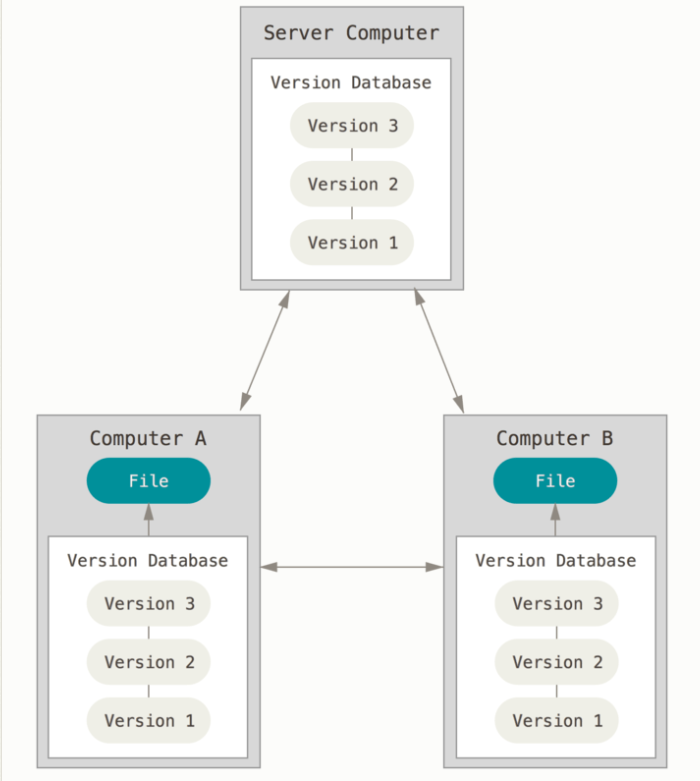 Server Computer
Version Database
Version 3
Version 2
Version 1
Computer A
File
Version Database
Version 3
Version 2
Version 1
Computer B
File
Version Database
Version 3
Version 2
Version 1